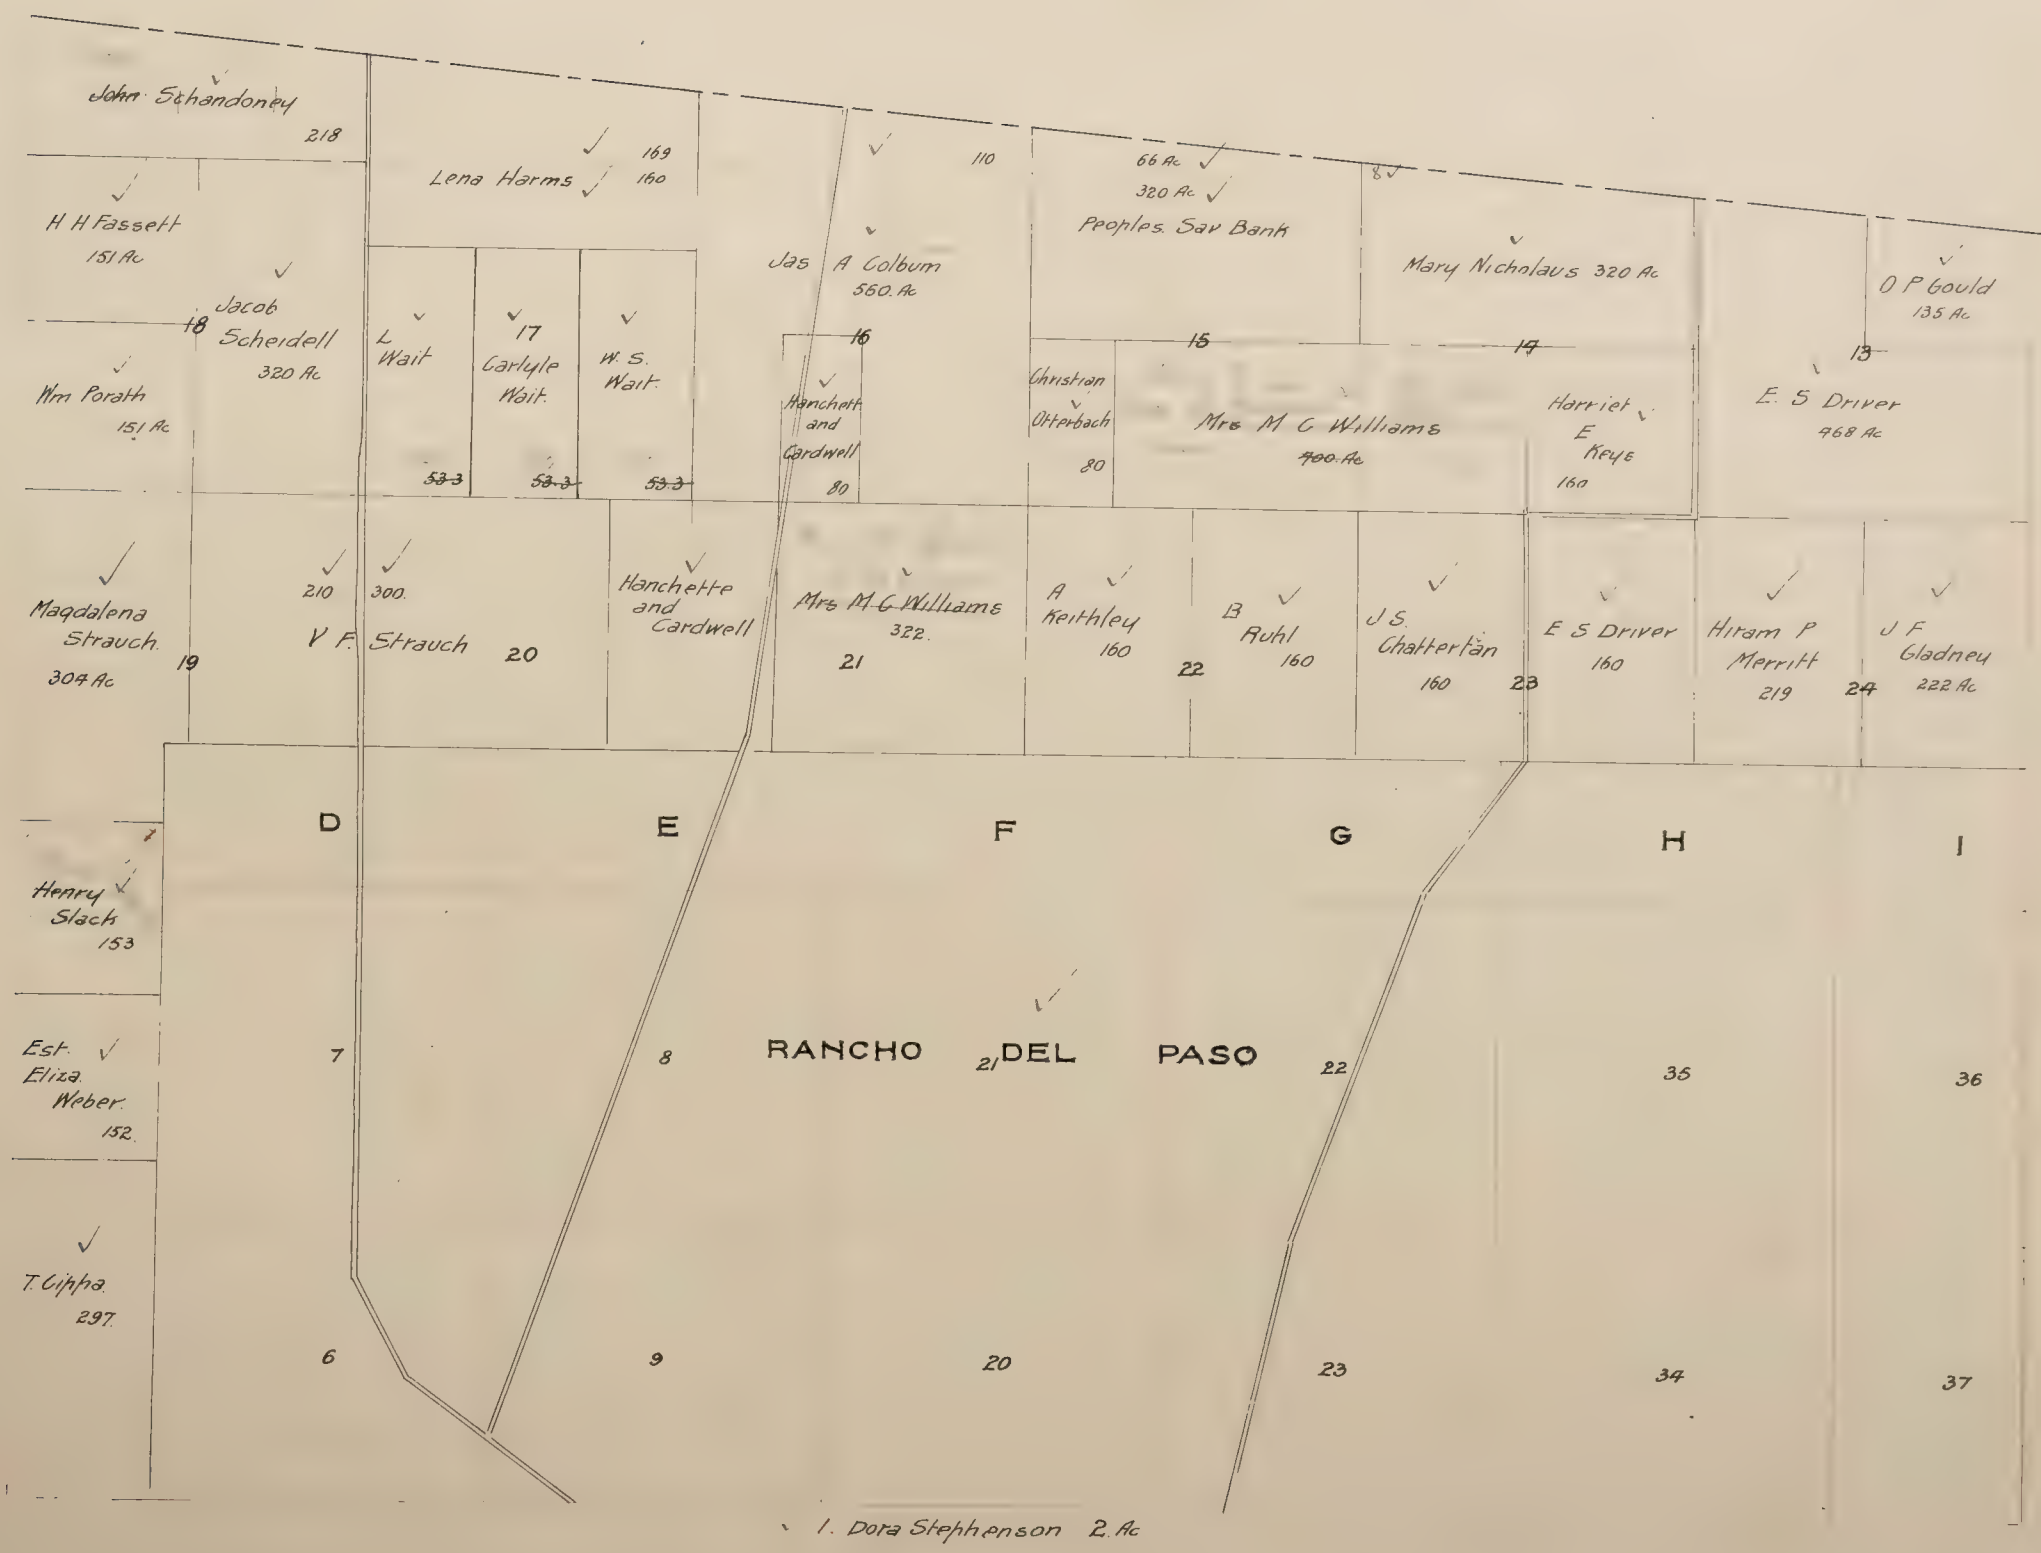 John Schandoney
218
169
Lena Harms 160
110
66 Ac
320 Ac
Peoples. Sav Bank
8
H H Fassett
151 Ac
Jacob
Scheidell
320 Ac
18
Wm Porath
151 Ac
L
Wait
53.3
17
Carlyle
Wait.
53.3
W. S.
Wait.
53.3
Jas A Colburn
560. Ac
16
Hanchett
and
Cardwell
80
15
Christian
Otterbach
80
Mary Nicholaus 320 Ac
14
Mrs M C Williams
400. Ac
Harriet
E
Keys
160
O P Gould
135 Ac
13
E. S Driver
468 Ac
Magdalena
Strauch.
304 Ac
19
210 300.
V F. Strauch
20
Hanchette
and
Cardwell
Mrs M C Williams
322.
21
A
Keithley
160
22
B
Ruhl
160
J S.
Chattertan
160
23
E S Driver
160
Hiram P
Merritt
219
24
J F
Gladney
222 Ac
D E F G H I
1
Henry
Slack
153
Est.
Eliza.
Weber.
152.
7 8 RANCHO 21 DEL PASO 22 35 36
T. Cippa.
297.
6 9 20 23 34 37
1. Dora Stephenson 2. Ac